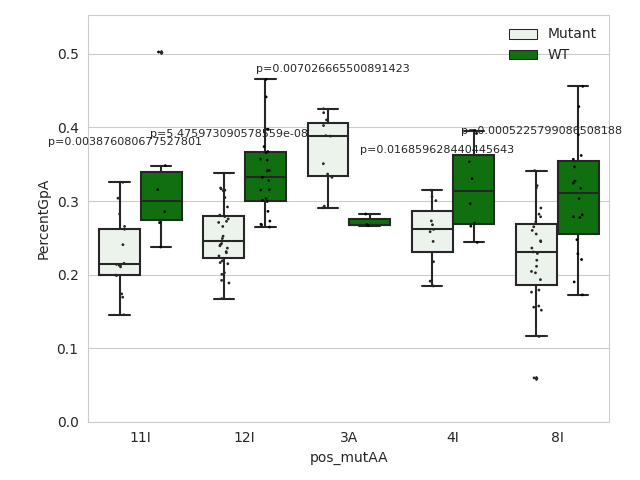 Mutant
WT
p=0.007026665500891423
p=5.475973090578559e-08
p=0.0005225799086508188
p=0.003876080677527801
p=0.016859628440445643
PercentGpA
0.5
0.4
0.3
0.2
0.1
0.0
11I
12I
3A
4I
8I
pos_mutAA